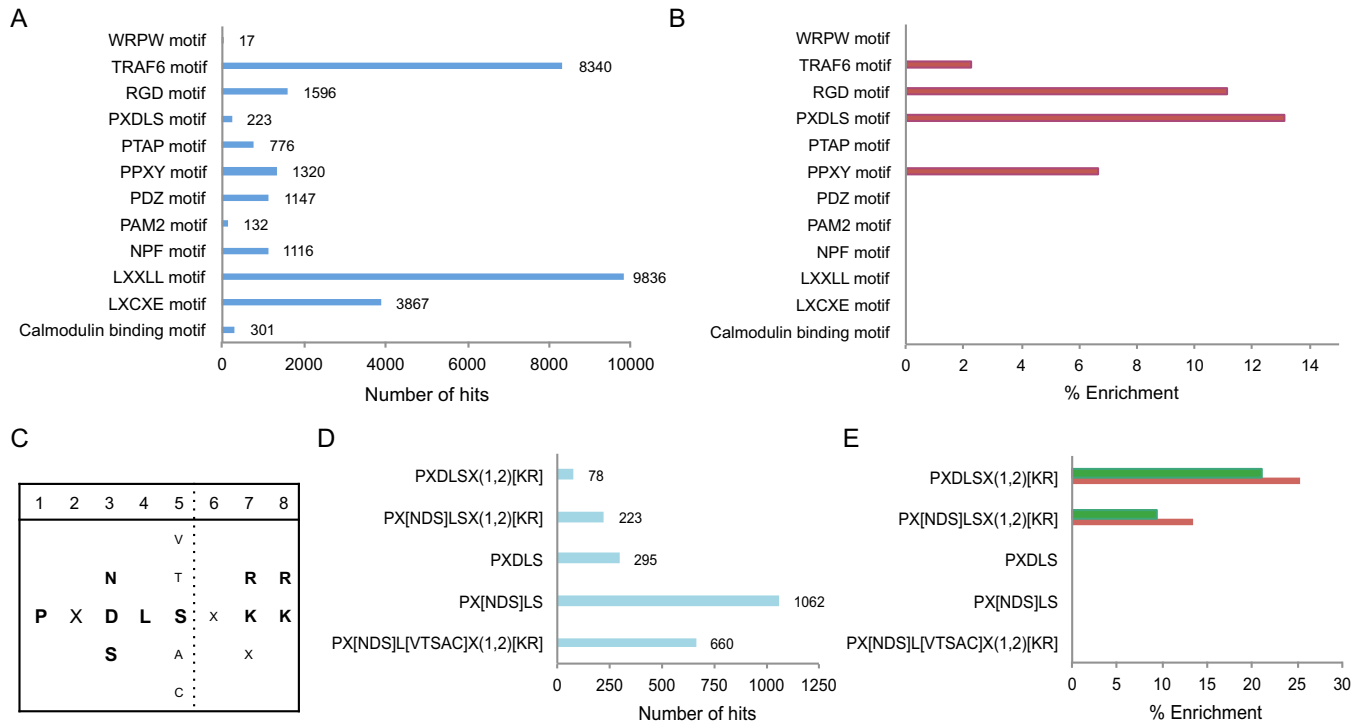 A
WRPW motif 17
TRAF6 motif 8340
RGD motif 1596
PXDLS motif 223
PTAP motif 776
PPXY motif 1320
PDZ motif 1147
PAM2 motif 132
NPF motif 1116
LXXLL motif 9836
LXCXE motif 3867
Calmodulin binding motif 301
0 2000 4000 6000 8000 10000
Number of hits
B
WRPW motif
TRAF6 motif
RGD motif
PXDLS motif
PTAP motif
PPXY motif
PDZ motif
PAM2 motif
NPF motif
LXXLL motif
LXCXE motif
Calmodulin binding motif
0 2 4 6 8 10 12 14
% Enrichment
C
1 2 3 4 5 6 7 8
V
N T R R
P X D L S X K K
S A X
C
D
PXDLSX(1,2)[KR] 78
PX[NDS]LSX(1,2)[KR] 223
PXDLS 295
PX[NDS]LS 1062
PX[NDS]L[VTSAC]X(1,2)[KR] 660
0 250 500 750 1000 1250
Number of hits
E
PXDLSX(1,2)[KR]
PX[NDS]LSX(1,2)[KR]
PXDLS
PX[NDS]LS
PX[NDS]L[VTSAC]X(1,2)[KR]
0 5 10 15 20 25 30
% Enrichment